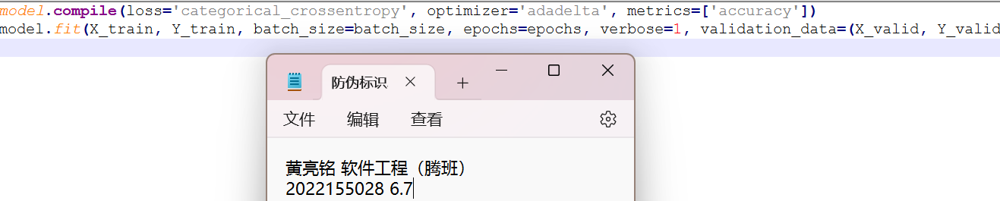 model.compile(loss='categorical_crossentropy', optimizer='adadelta', metrics=['accuracy'])
model.fit(X_train, Y_train, batch_size=batch_size, epochs=epochs, verbose=1, validation_data=(X_valid, Y_valid
防伪标识
文件 编辑 查看
黄亮铭 软件工程（腾班）
2022155028 6.7